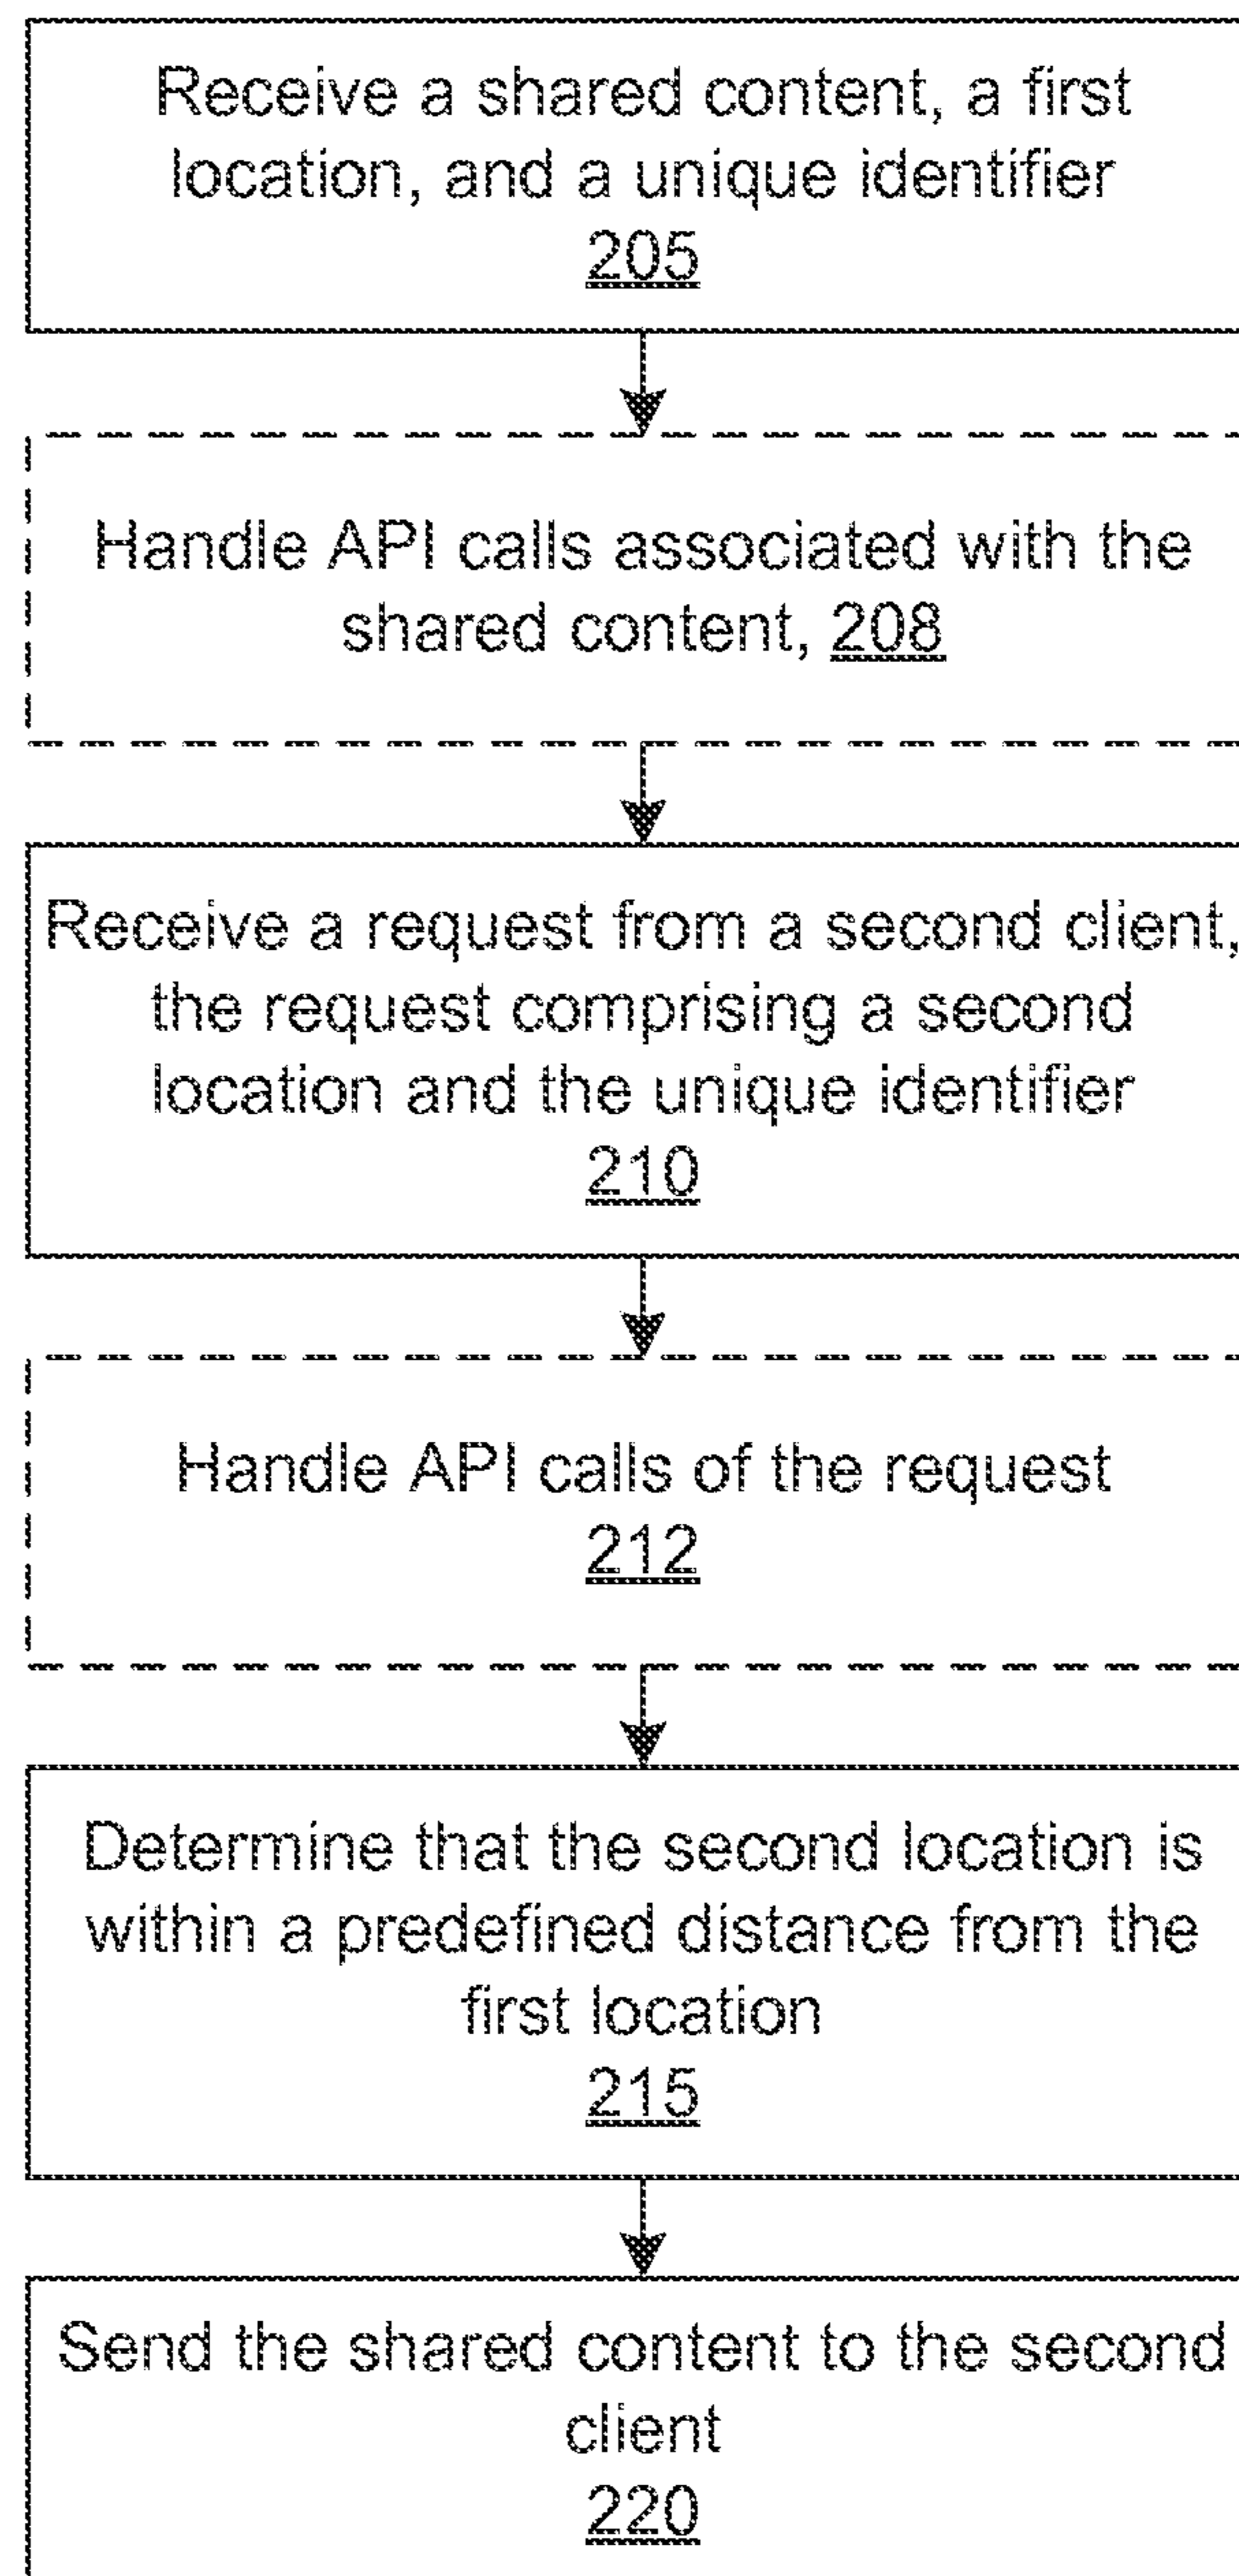 Receive a shared content, a first
location, and a unique identifier
205
Handle API calls associated with the
shared content, 208
Receive a request from a second client,
the request comprising a second
location and the unique identifier
210
Handle API calls of the request
212
Determine that the second location is
within a predefined distance from the
first location
215
Send the shared content to the second
client
220